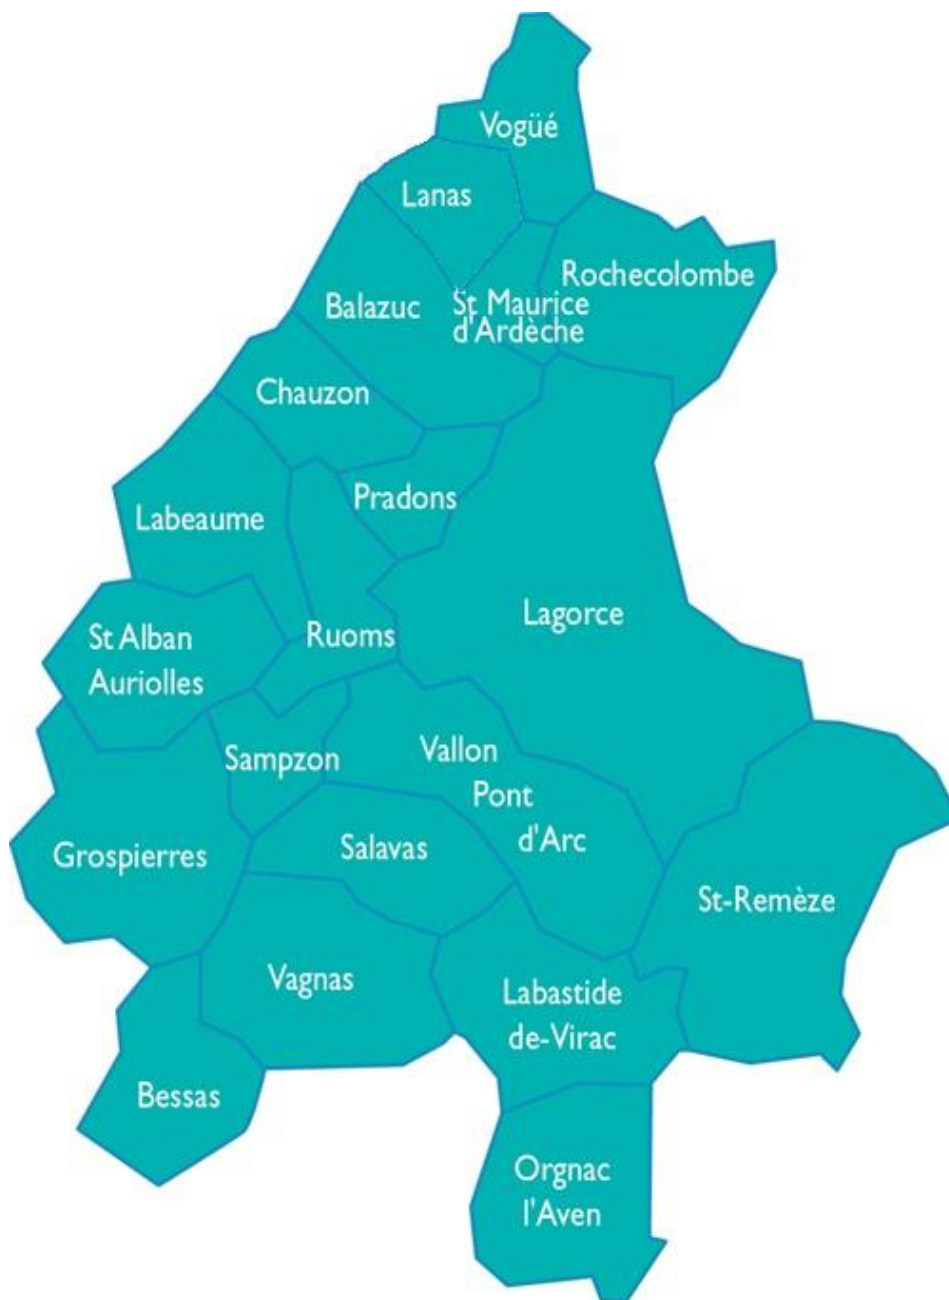 Vogüé
Lanas
Rochecolombe
Balazuc
St Maurice
d'Ardèche
Chauzon
Pradons
Labeaume
Lagorce
St Alban
Auriolles
Ruoms
Sampzon
Vallon
Pont
d'Arc
Salavas
Grospierres
St-Remèze
Vagnas
Labastide
de-Virac
Bessas
Orgnac
l'Aven